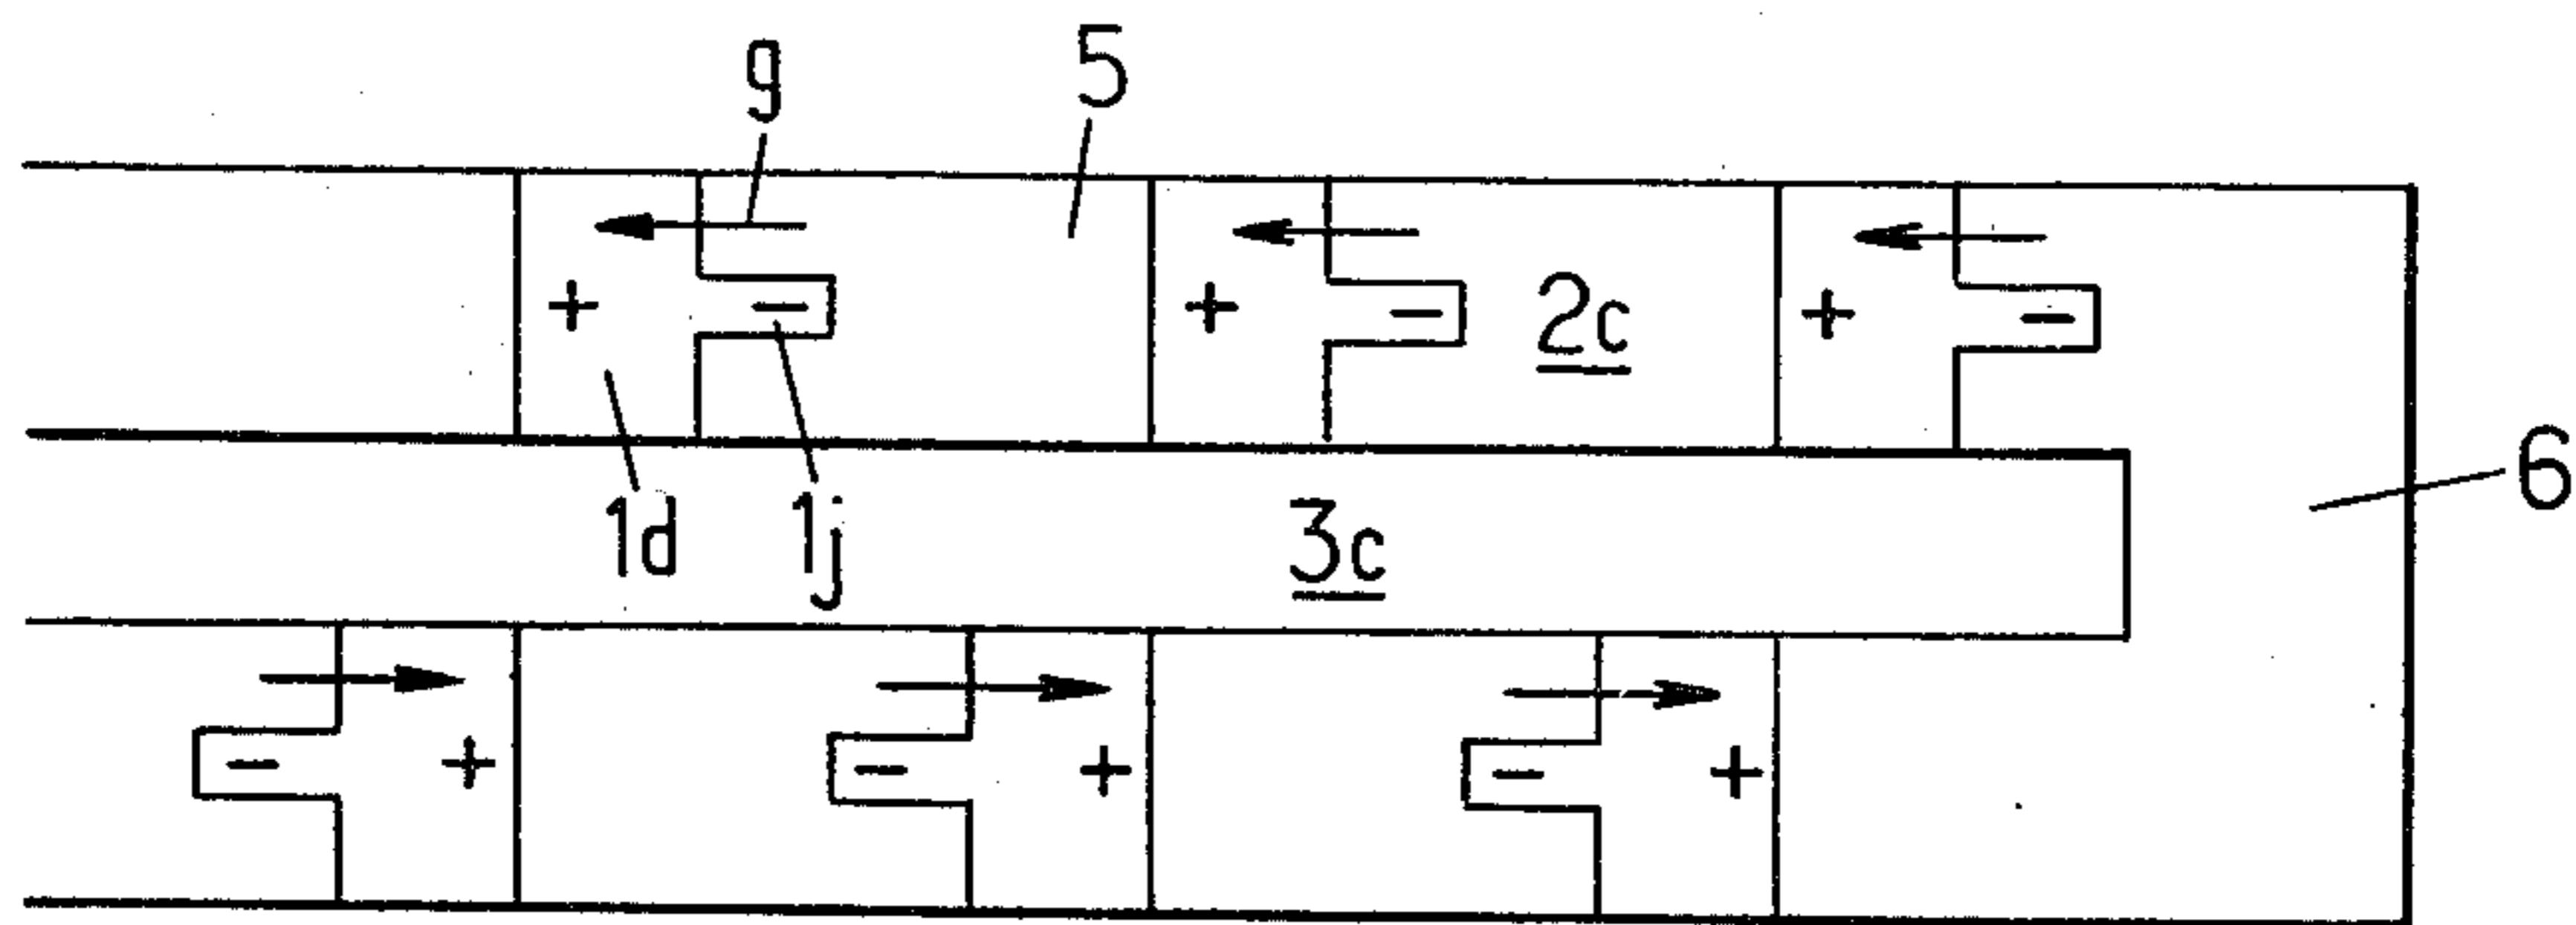 9 5
+ - + - 2c + -
6
1d 1j 3c
- + - + - +